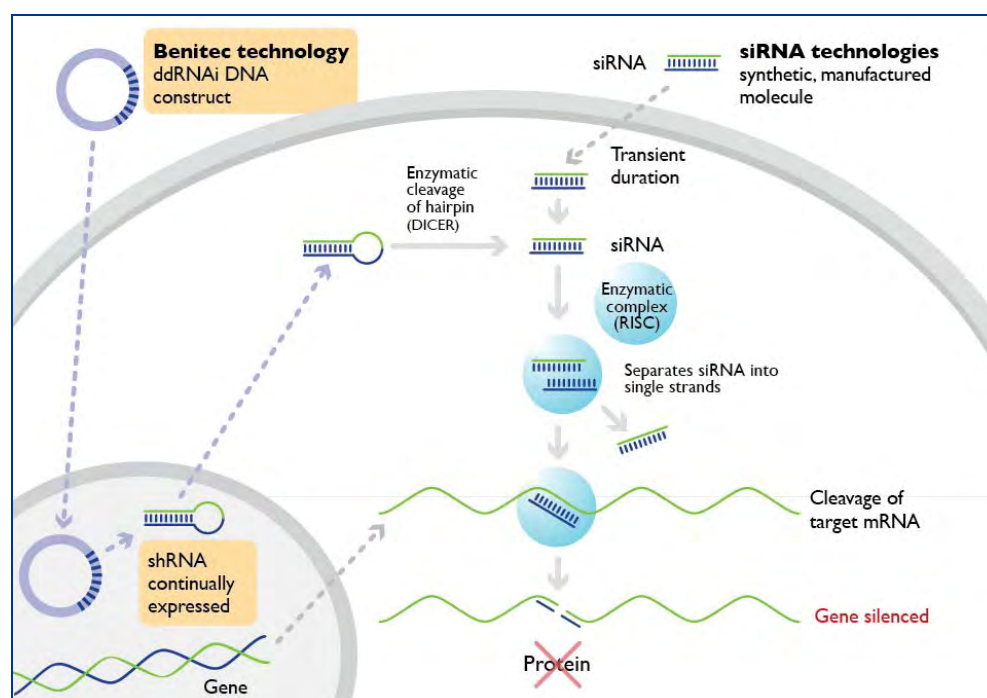 Benitec technology
ddRNAi DNA
construct
siRNA
siRNA technologies
synthetic, manufactured
molecule
Transient
duration
Enzymatic
cleavage
of hairpin
(DICER)
siRNA
Enzymatic
complex
(RISC)
Separates siRNA into
single strands
Cleavage of
target mRNA
shRNA
continually
expressed
Gene silenced
Protein
Gene